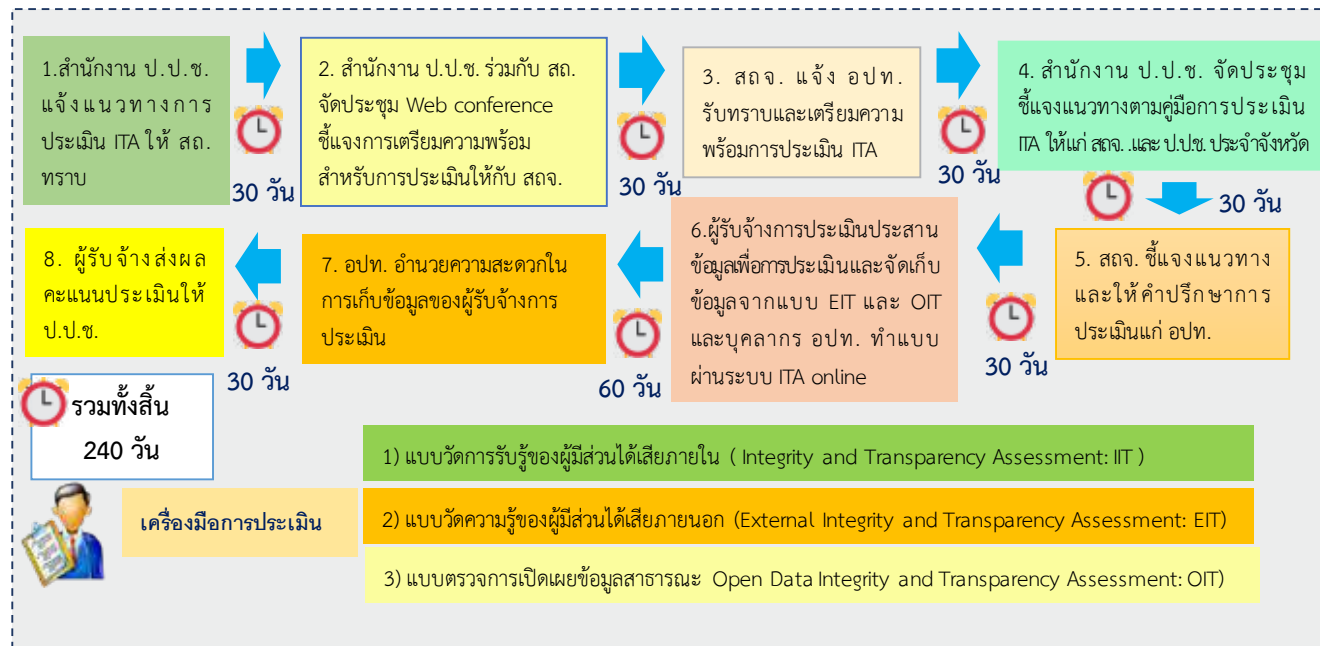 1.สำนักงาน ป.ป.ช.
แจ้งแนวทางการ
ประเมิน ITA ให้ สถ.
ทราบ
30 วัน
2. สำนักงาน ป.ป.ช. ร่วมกับ สถ.
จัดประชุม Web conference
ชี้แจงการเตรียมความพร้อม
สำหรับการประเมินให้กับ สถจ.
30 วัน
3. สถจ. แจ้ง อปท.
รับทราบและเตรียมความ
พร้อมการประเมิน ITA
30 วัน
4. สำนักงาน ป.ป.ช. จัดประชุม
ชี้แจงแนวทางตามคู่มือการประเมิน
ITA ให้แก่ สถจ. .และ ป.ป.ช. ประจำจังหวัด
30 วัน
5. สถจ. ชี้แจงแนวทาง
และให้คำปรึกษาการ
ประเมินแก่ อปท.
30 วัน
6.ผู้รับจ้างการประเมินประสาน
ข้อมูลเพื่อการประเมินและจัดเก็บ
ข้อมูลจากแบบ EIT และ OIT
และบุคลากร อปท. ทำแบบ
ผ่านระบบ ITA online
60 วัน
7. อปท. อำนวยความสะดวกใน
การเก็บข้อมูลของผู้รับจ้างการ
ประเมิน
30 วัน
8. ผู้รับจ้างส่งผล
คะแนนประเมินให้
ป.ป.ช.
รวมทั้งสิ้น
240 วัน
เครื่องมือการประเมิน
1) แบบวัดการรับรู้ของผู้มีส่วนได้เสียภายใน ( Integrity and Transparency Assessment: IIT )
2) แบบวัดความรู้ของผู้มีส่วนได้เสียภายนอก (External Integrity and Transparency Assessment: EIT)
3) แบบตรวจการเปิดเผยข้อมูลสาธารณะ Open Data Integrity and Transparency Assessment: OIT)